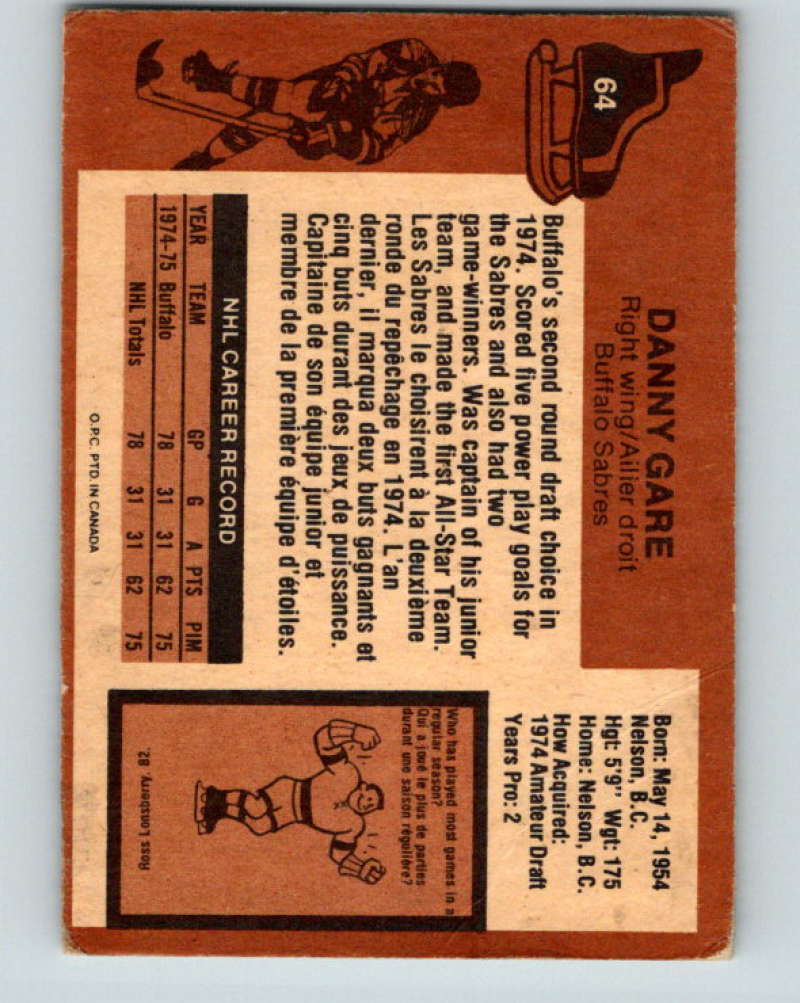 64
DANNY GARE
Right wing/Ailier droit
Buffalo Sabres
Buffalo's second round draft choice in
1974. Scored five power play goals for
the Sabres and also had two
game-winners. Was captain of his junior
team, and made the first All-Star Team.
Les Sabres le choisirent à la deuxième
ronde du repêchage en 1974. L'an
dernier, il marqua deux buts gagnants et
cinq buts durant des jeux de puissance.
Capitaine de son équipe junior et
membre de la première équipe d'étoiles.
NHL CAREER RECORD
YEAR TEAM GP G A PTS PIM
1974-75 Buffalo 78 31 31 62 75
NHL Totals 78 31 31 62 75
O.P.C. PTD. IN CANADA
Born: May 14, 1954
Nelson, B.C.
Hgt: 5'9" Wgt: 175
Home: Nelson, B.C.
How Acquired:
1974 Amateur Draft
Years Pro: 2
Who has played most games in a
regular season?
Qui a joué le plus de parties
durant une saison régulière?
Ross Lonsberry, 82.